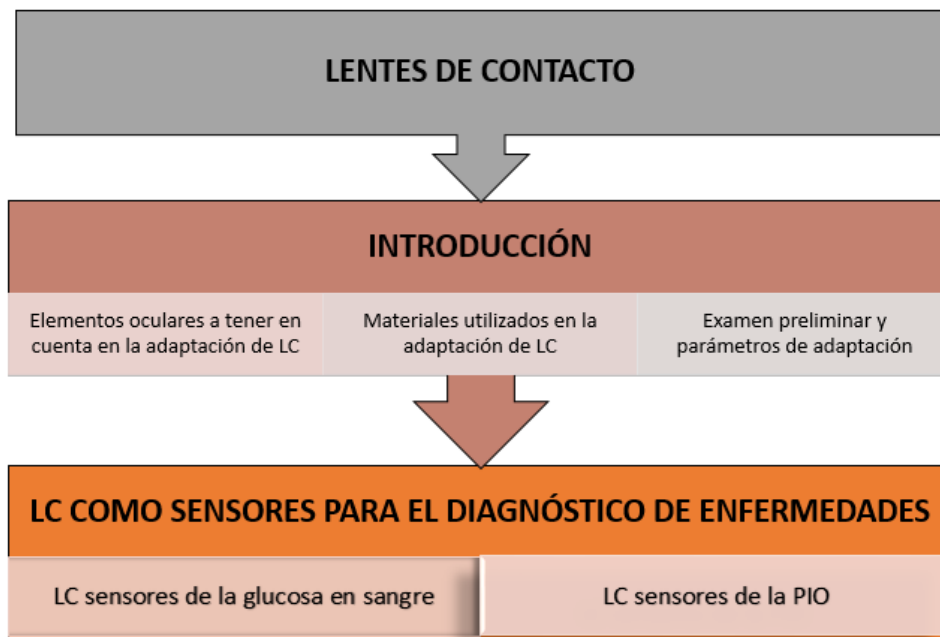 LENTES DE CONTACTO
INTRODUCCIÓN
Elementos oculares a tener en
cuenta en la adaptación de LC
Materiales utilizados en la
adaptación de LC
Examen preliminar y
parámetros de adaptación
LC COMO SENSORES PARA EL DIAGNÓSTICO DE ENFERMEDADES
LC sensores de la glucosa en sangre
LC sensores de la PIO